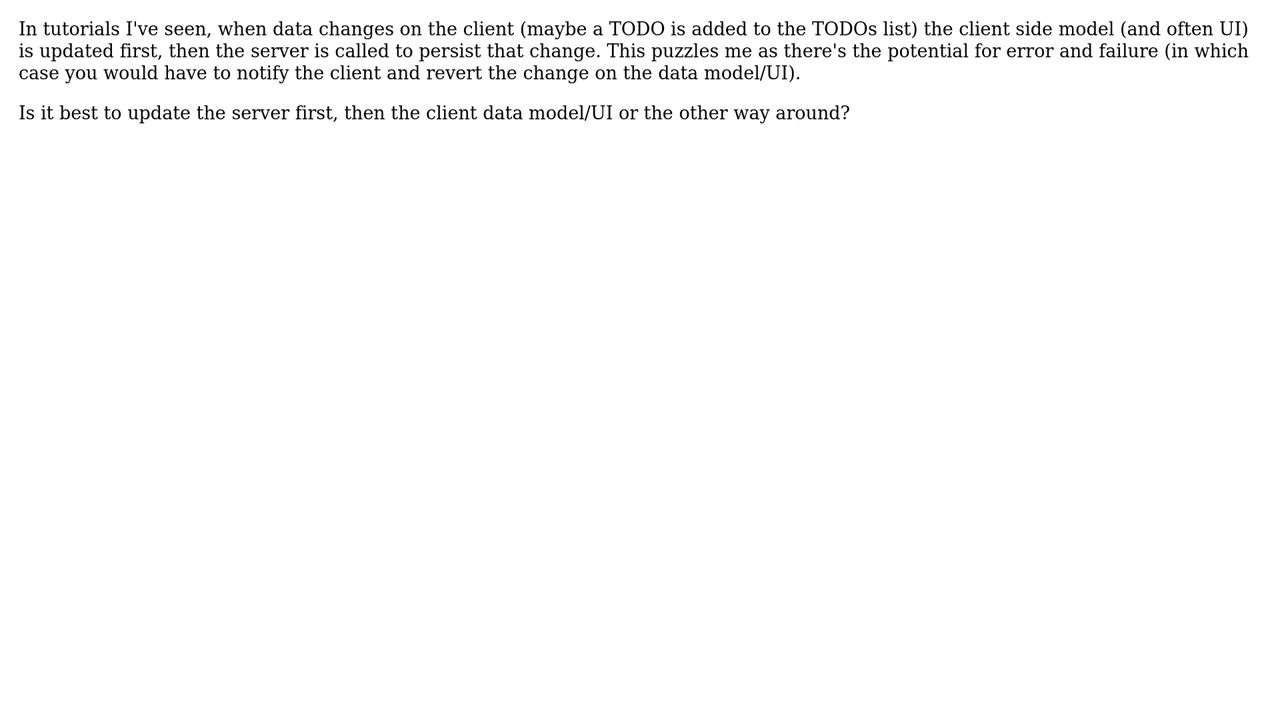 In tutorials I've seen, when data changes on the client (maybe a TODO is added to the TODOs list) the client side model (and often UI)
is updated first, then the server is called to persist that change. This puzzles me as there's the potential for error and failure (in which
case you would have to notify the client and revert the change on the data model/UI).
Is it best to update the server first, then the client data model/UI or the other way around?